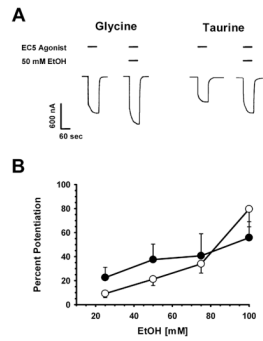 A
Glycine Taurine
EC5 Agonist
50 mM EtOH
600 nA
60 sec
B
Percent Potentiation
100
80
60
40
20
0
20 40 60 80 100
EtOH [mM]